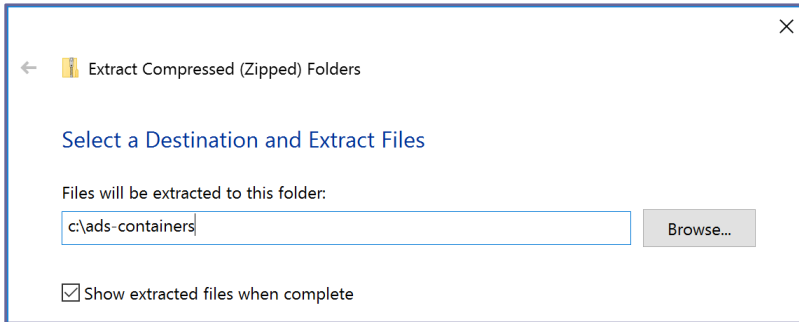 Extract Compressed (Zipped) Folders
Select a Destination and Extract Files
Files will be extracted to this folder:
c:\ads-containers
Browse...
Show extracted files when complete